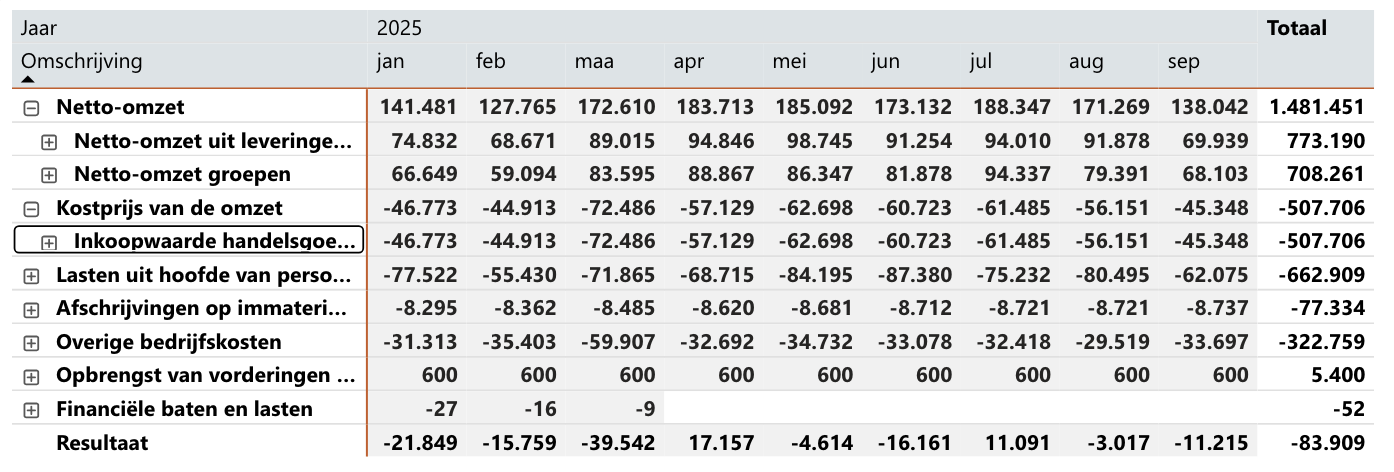 Jaar 2025 Totaal
Omschrijving jan feb maa apr mei jun jul aug sep
Netto-omzet 141.481 127.765 172.610 183.713 185.092 173.132 188.347 171.269 138.042 1.481.451
Netto-omzet uit leveringe... 74.832 68.671 89.015 94.846 98.745 91.254 94.010 91.878 69.939 773.190
Netto-omzet groepen 66.649 59.094 83.595 88.867 86.347 81.878 94.337 79.391 68.103 708.261
Kostprijs van de omzet -46.773 -44.913 -72.486 -57.129 -62.698 -60.723 -61.485 -56.151 -45.348 -507.706
Inkoopwaarde handelsgoe... -46.773 -44.913 -72.486 -57.129 -62.698 -60.723 -61.485 -56.151 -45.348 -507.706
Lasten uit hoofde van perso... -77.522 -55.430 -71.865 -68.715 -84.195 -87.380 -75.232 -80.495 -62.075 -662.909
Afschrijvingen op immateri... -8.295 -8.362 -8.485 -8.620 -8.681 -8.712 -8.721 -8.721 -8.737 -77.334
Overige bedrijfskosten -31.313 -35.403 -59.907 -32.692 -34.732 -33.078 -32.418 -29.519 -33.697 -322.759
Opbrengst van vorderingen ... 600 600 600 600 600 600 600 600 600 5.400
Financiële baten en lasten -27 -16 -9 -52
Resultaat -21.849 -15.759 -39.542 17.157 -4.614 -16.161 11.091 -3.017 -11.215 -83.909